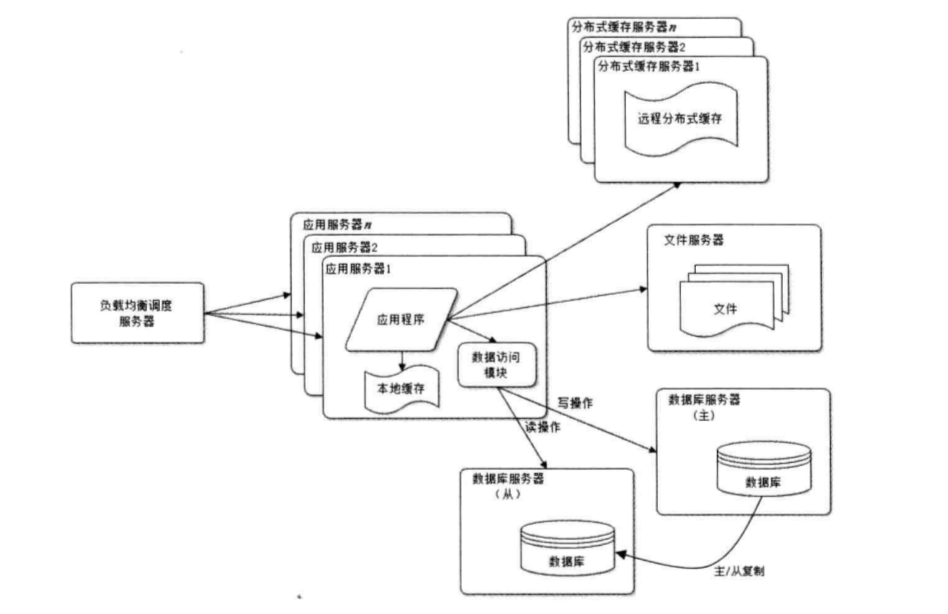 分布式缓存服务器n
分布式缓存服务器2
分布式缓存服务器1
远程分布式缓存
应用服务器n
应用服务器2
应用服务器1
文件服务器
文件
负载均衡调度
服务器
应用程序
数据访问
模块
本地缓存
写操作
读操作
数据库服务器
（主）
数据库
数据库服务器
（从）
数据库
主/从复制